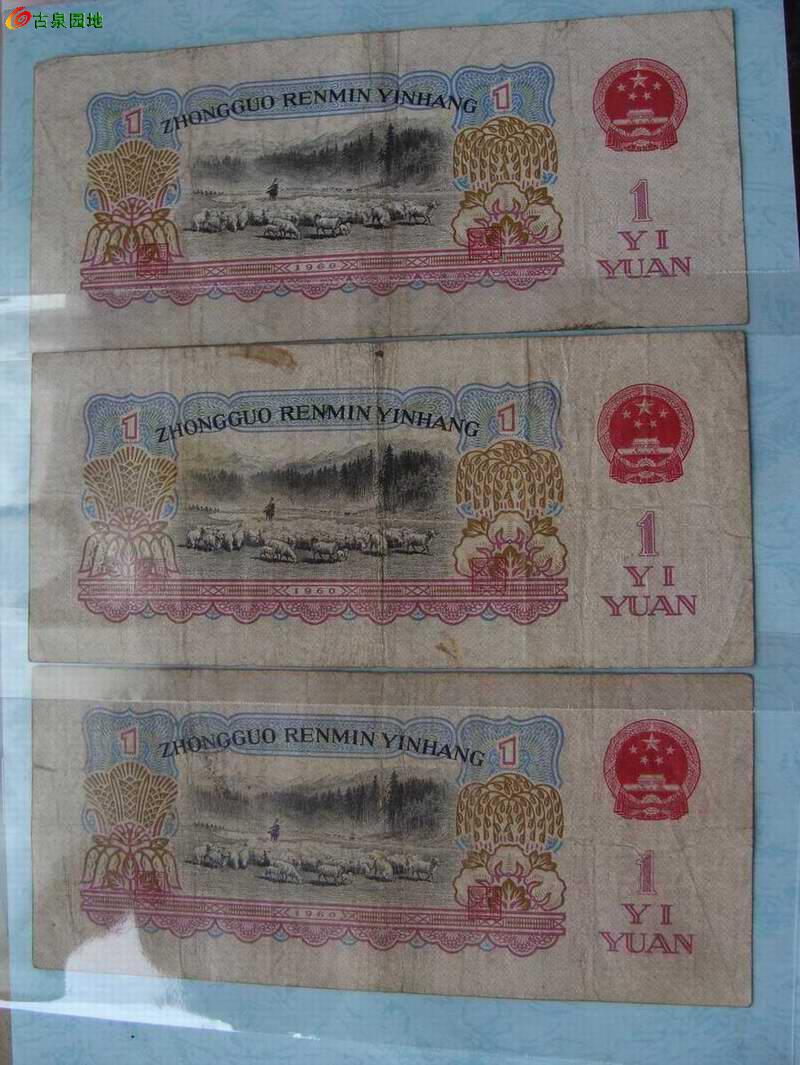 古泉园地
1 ZHONGGUO RENMIN YINHANG 1
1
YI
YUAN
1960
1 ZHONGGUO RENMIN YINHANG 1
1
YI
YUAN
1960
1 ZHONGGUO RENMIN YINHANG 1
1
YI
YUAN
1960